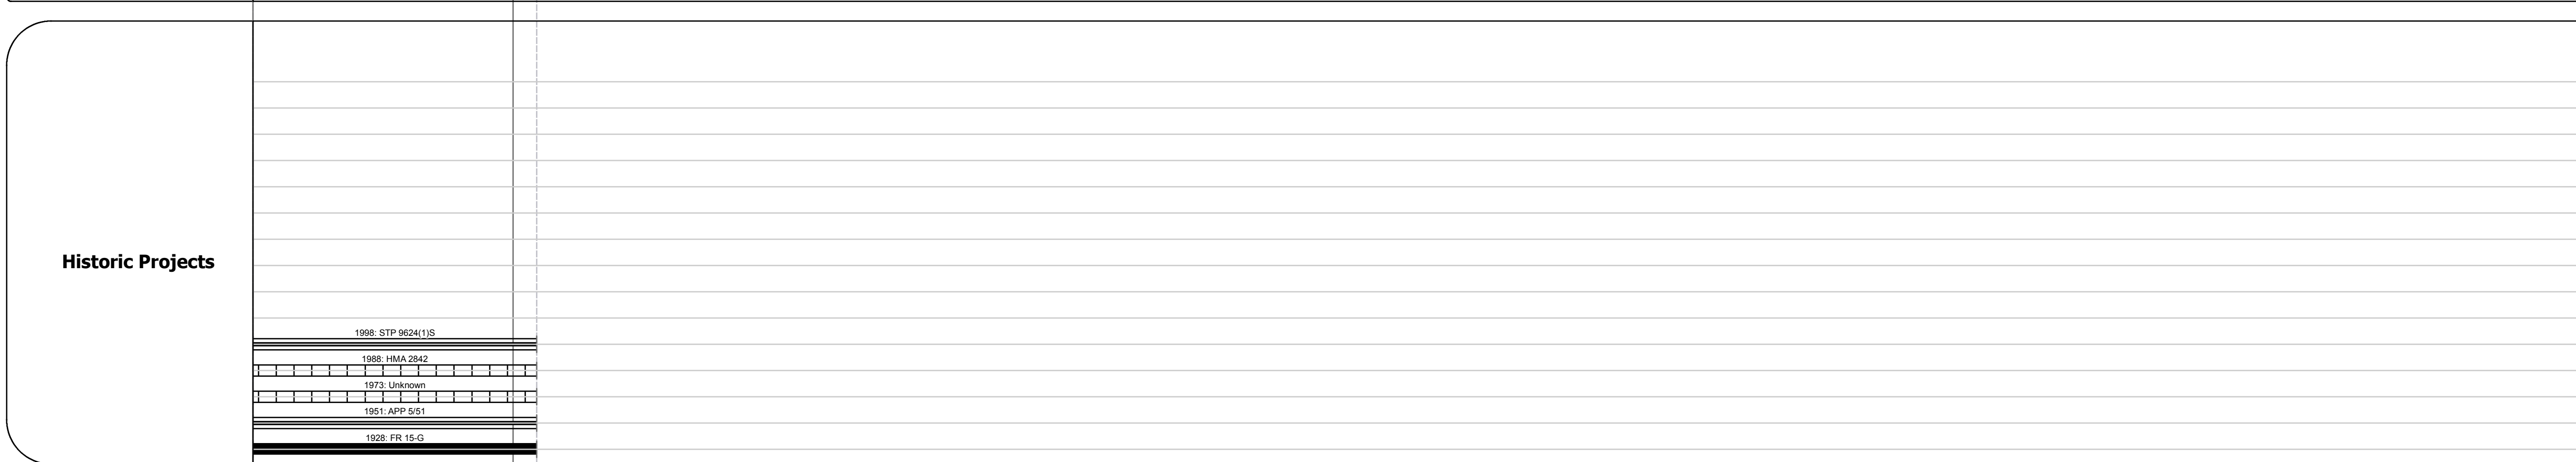 Historic Projects
1998: STP 9624(1)S
1988: HMA 2842
1973: Unknown
1951: APP 5/51
1928: FR 15-G